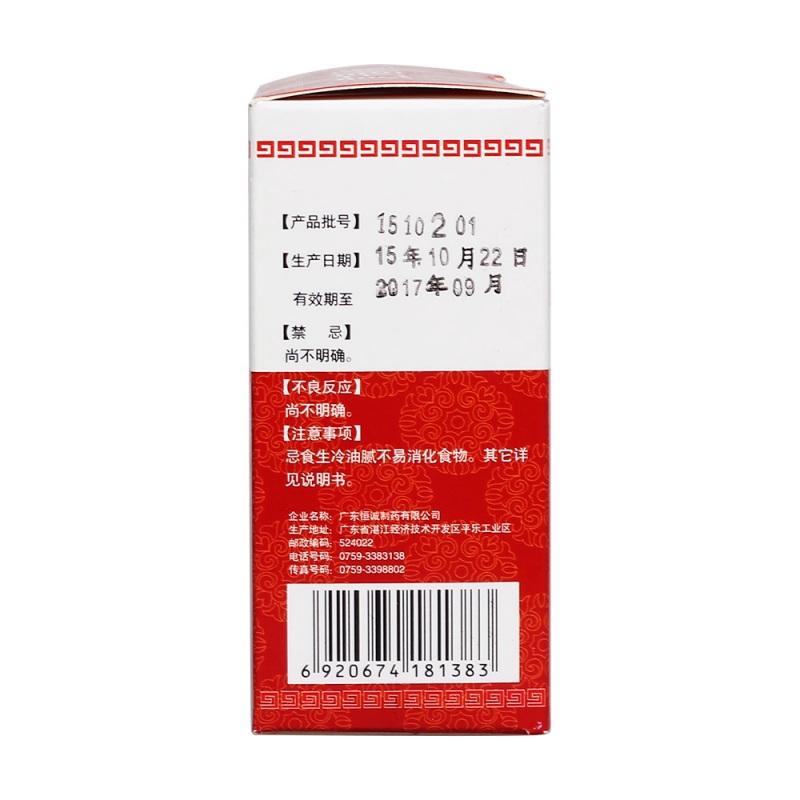 【产品批号】 1510201
【生产日期】 15年10月22日
有效期至 2017年09月
【禁 忌】
尚不明确。
【不良反应】
尚不明确。
【注意事项】
忌食生冷油腻不易消化食物。其它详
见说明书。
企业名称：广东恒诚制药有限公司
生产地址：广东省湛江经济技术开发区平乐工业区
邮政编码：524022
电话号码：0759-3383138
传真号码：0759-3398802
6 920674 181383